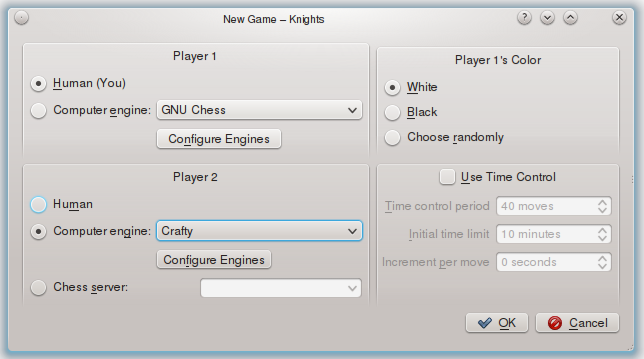 New Game – Knights
Player 1
Human (You)
Computer engine: GNU Chess
Configure Engines
Player 2
Human
Computer engine: Crafty
Configure Engines
Chess server:
Player 1's Color
White
Black
Choose randomly
Use Time Control
Time control period 40 moves
Initial time limit 10 minutes
Increment per move 0 seconds
OK Cancel